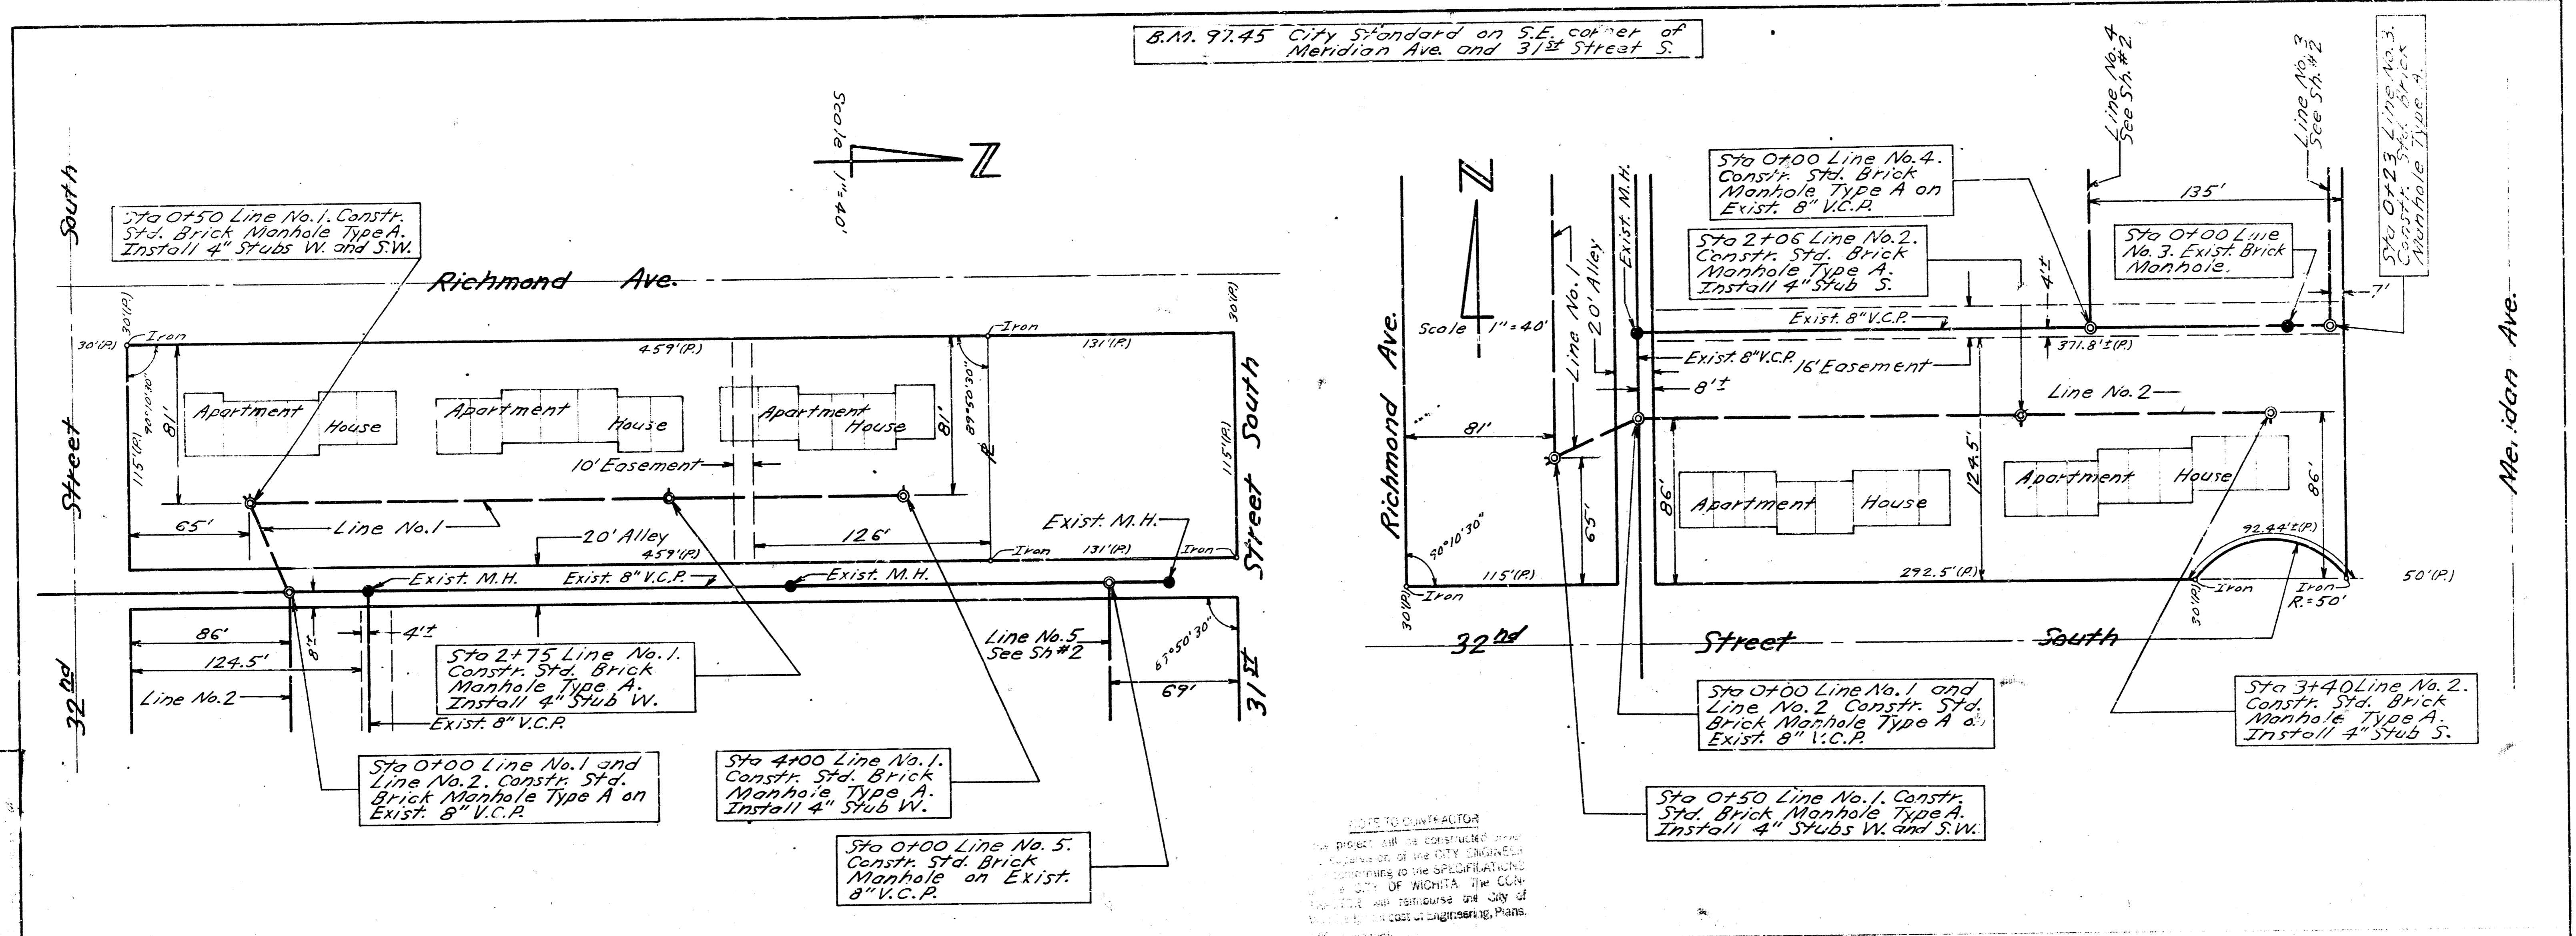 B.M. 97.45 City Standard on S.E. corner of
Meridian Ave. and 31st Street S.
Scale 1"=40'
N
32nd Street South
Sta 0+50 Line No.1. Constr.
Std. Brick Manhole Type A.
Install 4" Stubs W. and S.W.
Richmond Ave.
30'(P.)
30'(P.)
30'(P.)
Iron
Iron
459'(P.)
131'(P.)
90°10'30"
89°50'30"
81'
81'
115'(P.)
115'(P.)
Apartment House
Apartment House
Apartment House
10' Easement
65'
Line No.1
126'
20' Alley
459'(P.)
Iron
131'(P.)
Iron
Exist. M.H.
Exist. M.H.
Exist. 8" V.C.P.
Exist. M.H.
31st Street South
86'
8'±
4'±
124.5'
Line No.2
Exist. 8" V.C.P.
Line No.5
See Sh #2
69'
Sta 2+75 Line No.1.
Constr. Std. Brick
Manhole Type A.
Install 4" Stub W.
Sta 0+00 Line No.1 and
Line No.2. Constr. Std.
Brick Manhole Type A on
Exist. 8" V.C.P.
Sta 4+00 Line No.1.
Constr. Std. Brick
Manhole Type A.
Install 4" Stub W.
Sta 0+00 Line No. 5.
Constr. Std. Brick
Manhole on Exist.
8" V.C.P.
N
Scale 1"=40'
Richmond Ave.
Line No.1
20' Alley
Exist. M.H.
Sta 0+00 Line No.4.
Constr. Std. Brick
Manhole Type A on
Exist. 8" V.C.P.
Sta 2+06 Line No.2.
Constr. Std. Brick
Manhole Type A.
Install 4" Stub S.
Line No.4
See Sh.#2
Line No.3
See Sh.#2
Sta 0+23 Line No.3.
Constr. Std. Brick
Manhole Type A.
135'
Sta 0+00 Line
No.3. Exist. Brick
Manhole.
7'
4'±
Exist. 8" V.C.P.
371.8'±(P.)
Exist. 8" V.C.P.
16' Easement
8'±
Line No.2
81'
65'
86'
124.5'
86'
Apartment House
Apartment House
92.44'±(P.)
90°10'30"
115'(P.)
292.5'(P.)
Iron
30'(P.)
Iron
30'(P.)
Iron
R.=50'
50'(P.)
32nd Street South
Meridan Ave.
Sta 0+00 Line No.1 and
Line No.2 Constr. Std.
Brick Manhole Type A
Exist. 8" V.C.P.
Sta 3+40 Line No. 2.
Constr. Std. Brick
Manhole Type A.
Install 4" Stub S.
Sta 0+50 Line No.1. Constr.
Std. Brick Manhole Type A.
Install 4" Stubs W. and S.W.
NOTE TO CONTRACTOR
project will be constructed
of the CITY ENGINEER
conforming to the SPECIFICATIONS
CITY OF WICHITA. The CON-
will reimburse the City of
cost of Engineering, Plans,